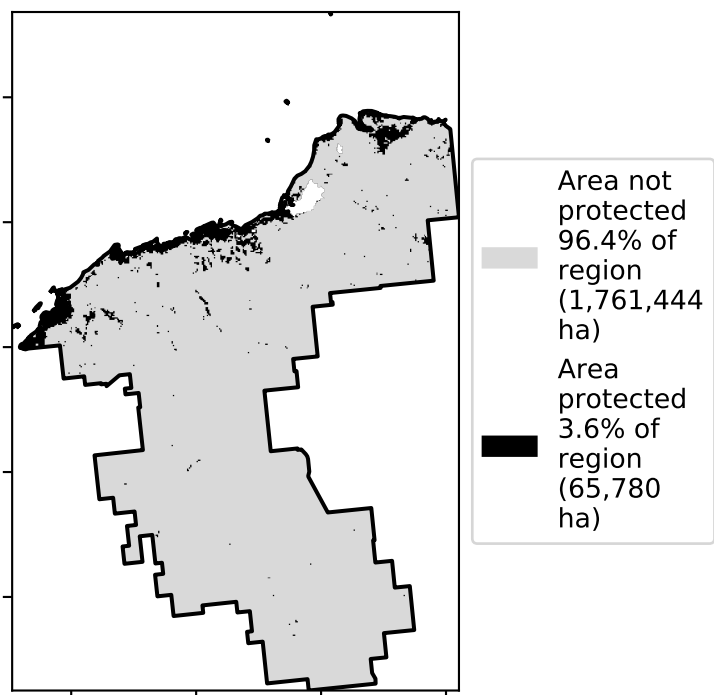 Area not
protected
96.4% of
region
(1,761,444
ha)
Area
protected
3.6% of
region
(65,780
ha)